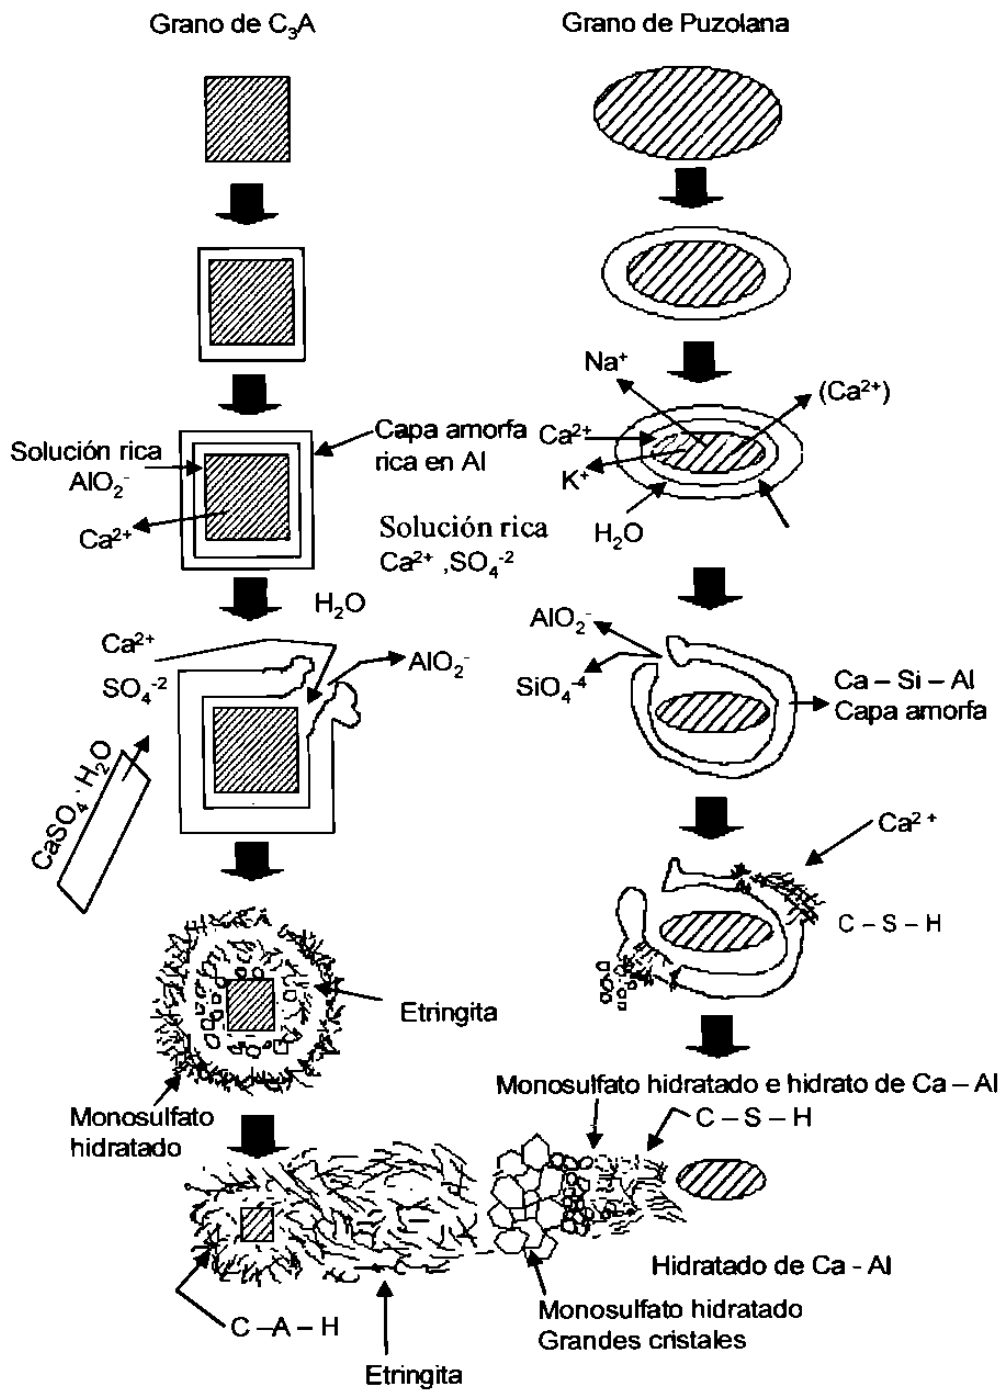 Grano de C₃A
Grano de Puzolana
Na⁺
(Ca²⁺)
Solución rica
AlO₂⁻
Capa amorfa
rica en Al
Ca²⁺
K⁺
Ca²⁺
H₂O
Solución rica
Ca²⁺ ,SO₄⁻²
H₂O
Ca²⁺
SO₄⁻²
AlO₂⁻
AlO₂⁻
SiO₄⁻⁴
Ca – Si – Al
Capa amorfa
CaSO₄ · H₂O
Ca² ⁺
C – S – H
Etringita
Monosulfato
hidratado
Monosulfato hidratado e hidrato de Ca – Al
C – S – H
Hidratado de Ca - Al
Monosulfato hidratado
Grandes cristales
C –A – H
Etringita